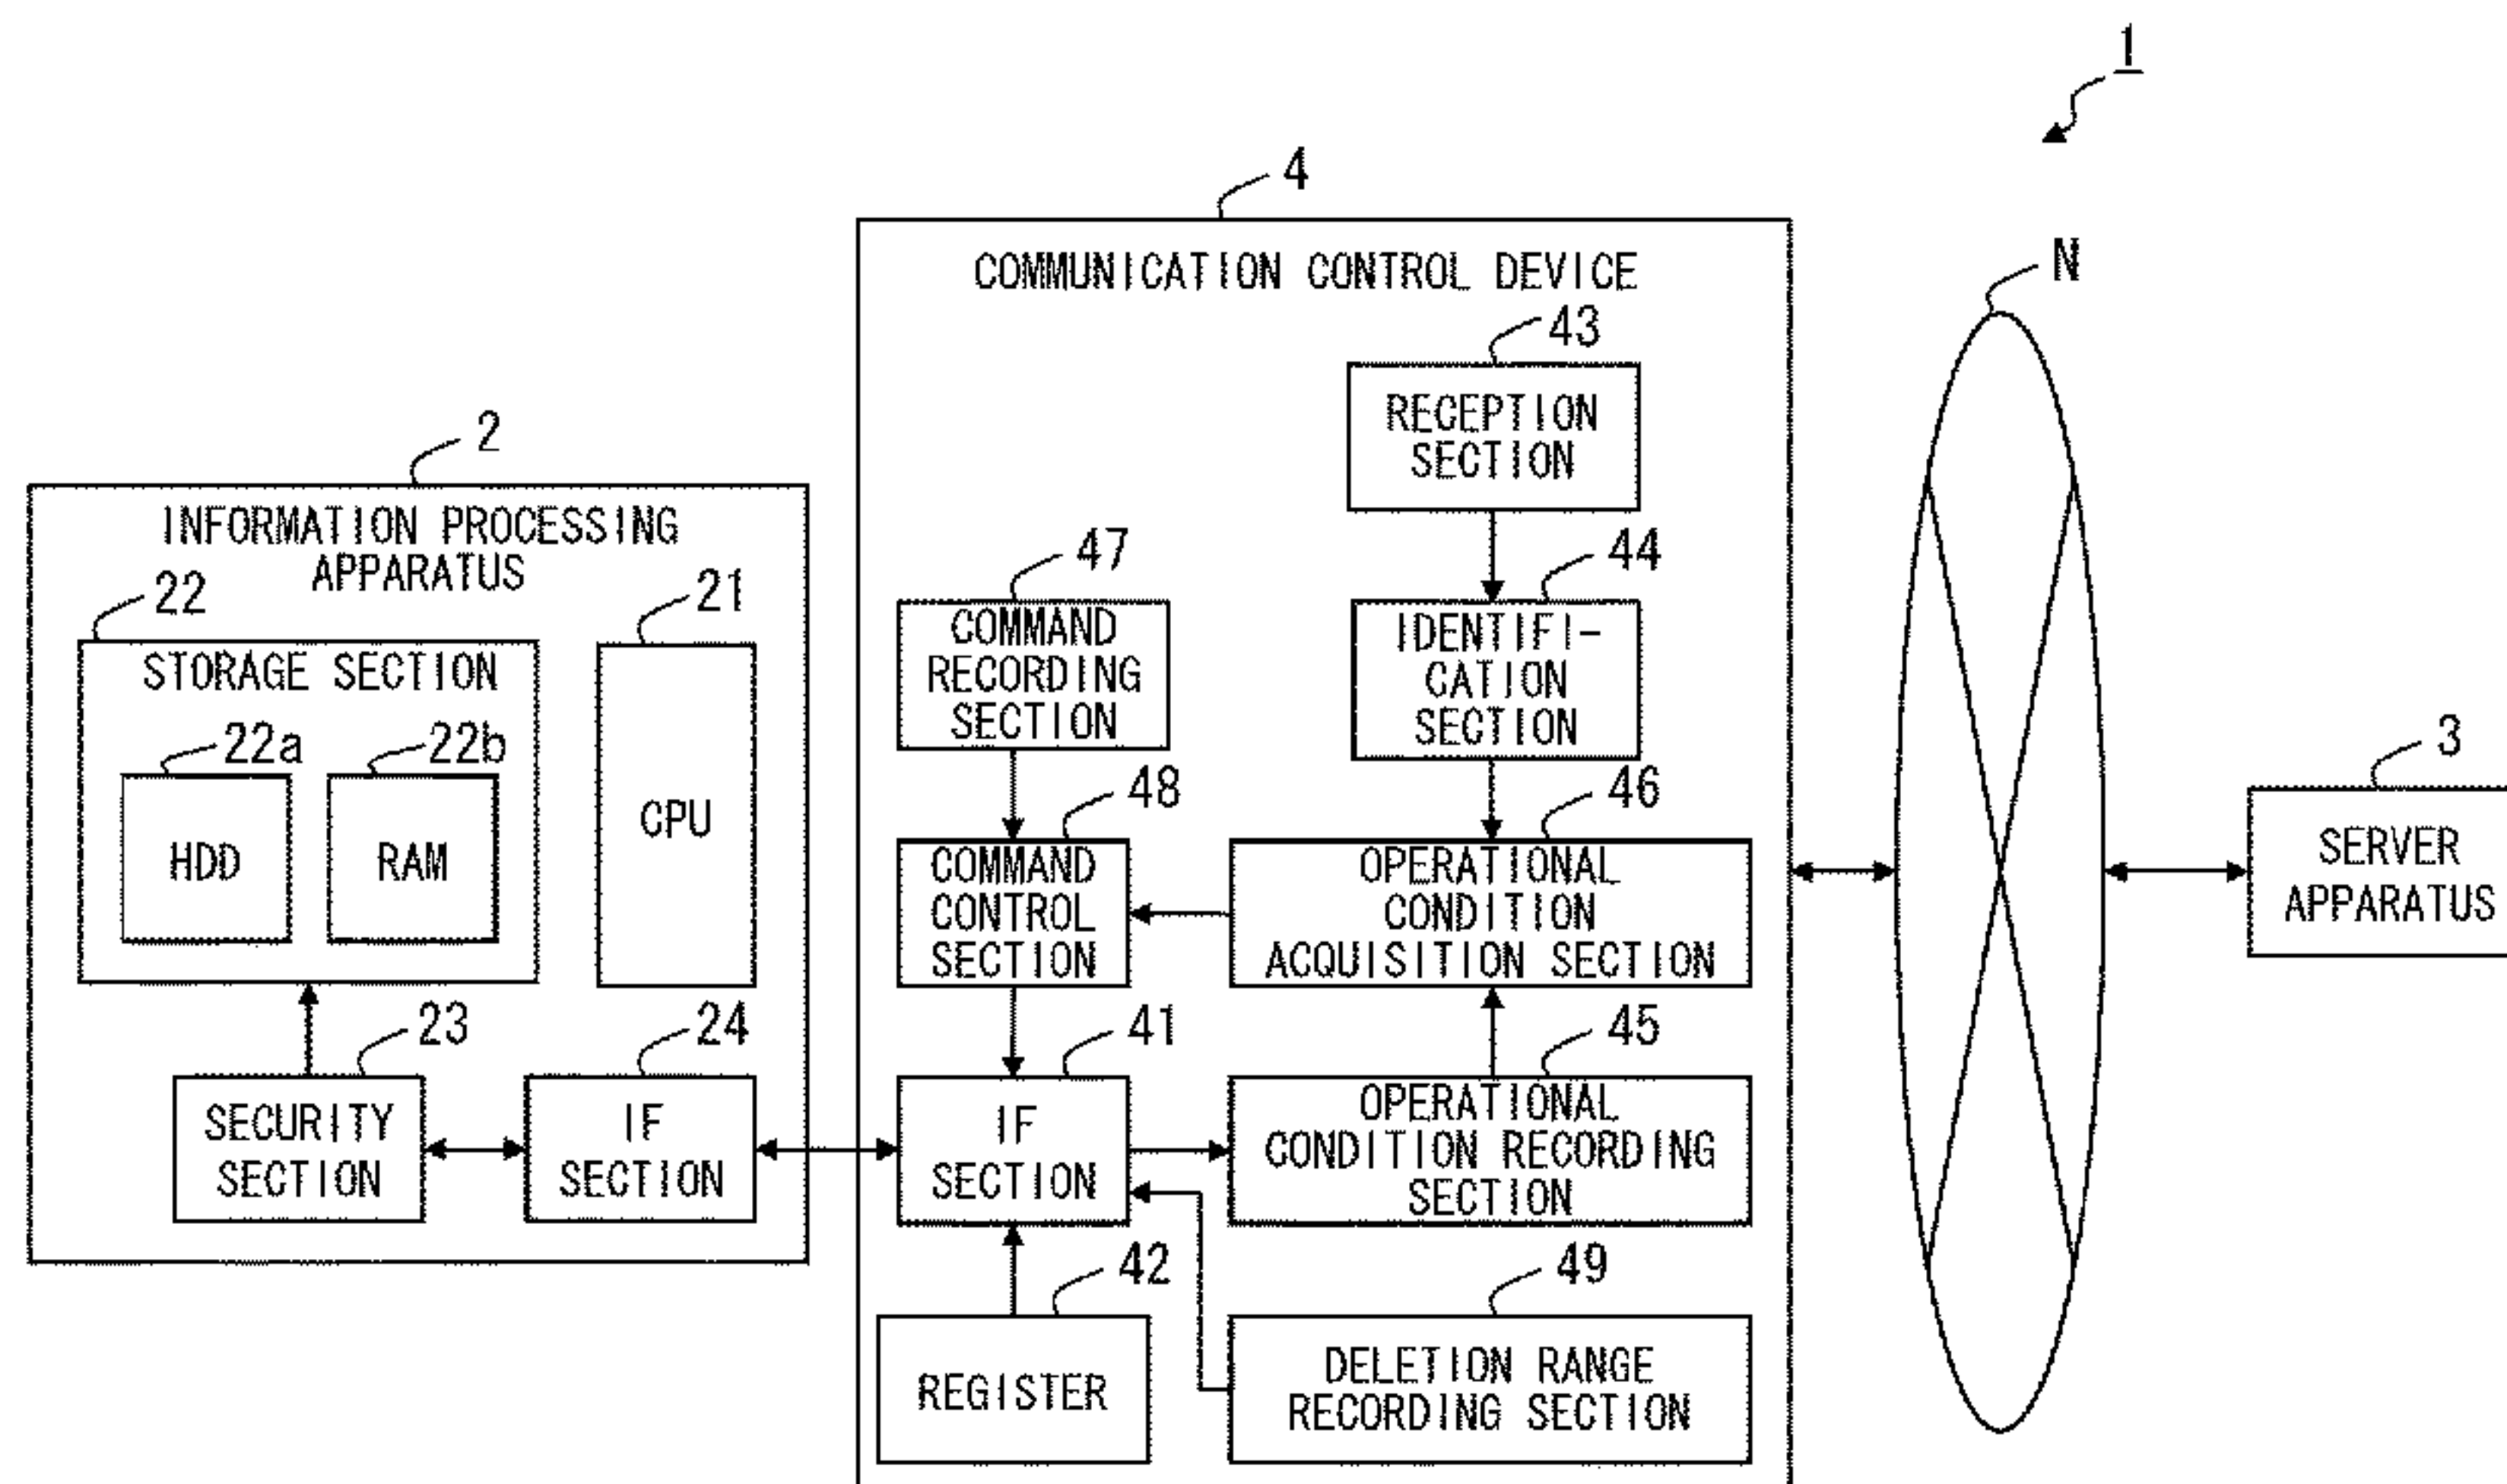 1
4
N
COMMUNICATION CONTROL DEVICE
43
RECEPTION
SECTION
2
INFORMATION PROCESSING
APPARATUS
22
21
STORAGE SECTION
22a
22b
HDD
RAM
CPU
23
24
SECURITY
SECTION
IF
SECTION
47
COMMAND
RECORDING
SECTION
44
IDENTIFI-
CATION
SECTION
48
COMMAND
CONTROL
SECTION
46
OPERATIONAL
CONDITION
ACQUISITION SECTION
41
IF
SECTION
45
OPERATIONAL
CONDITION RECORDING
SECTION
42
REGISTER
49
DELETION RANGE
RECORDING SECTION
3
SERVER
APPARATUS